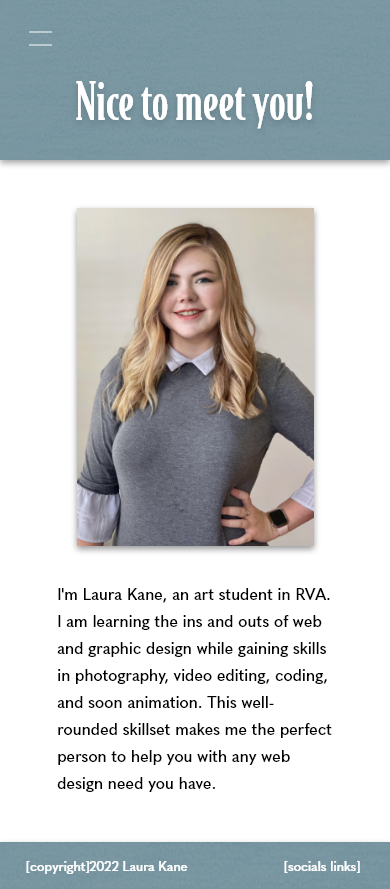 Nice to meet you!
I'm Laura Kane, an art student in RVA.
I am learning the ins and outs of web
and graphic design while gaining skills
in photography, video editing, coding,
and soon animation. This well-
rounded skillset makes me the perfect
person to help you with any web
design need you have.
[copyright]2022 Laura Kane [socials links]